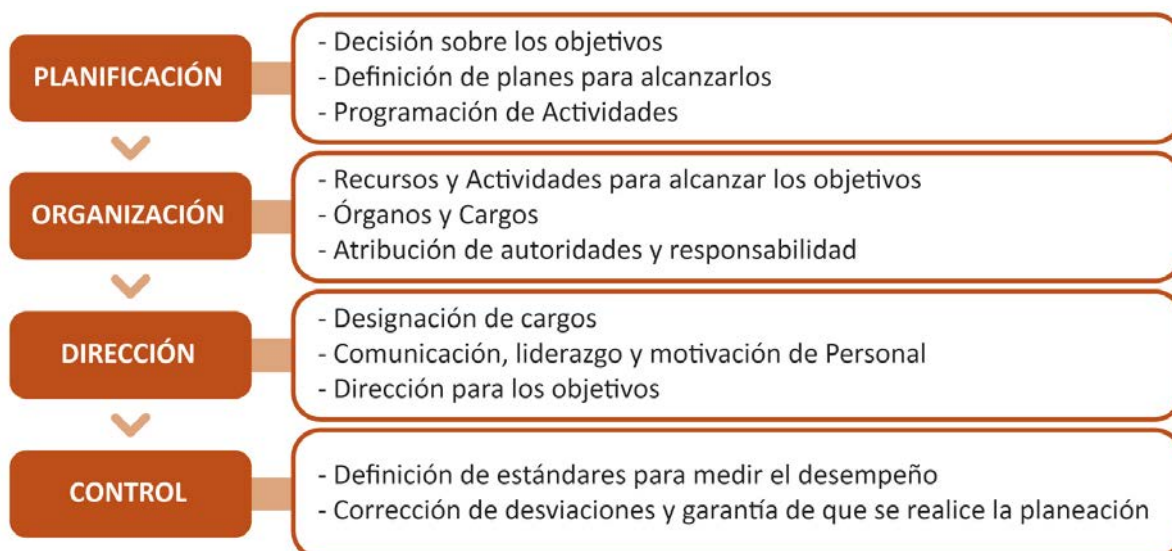 PLANIFICACIÓN
- Decisión sobre los objetivos
- Definición de planes para alcanzarlos
- Programación de Actividades
ORGANIZACIÓN
- Recursos y Actividades para alcanzar los objetivos
- Órganos y Cargos
- Atribución de autoridades y responsabilidad
DIRECCIÓN
- Designación de cargos
- Comunicación, liderazgo y motivación de Personal
- Dirección para los objetivos
CONTROL
- Definición de estándares para medir el desempeño
- Corrección de desviaciones y garantía de que se realice la planeación